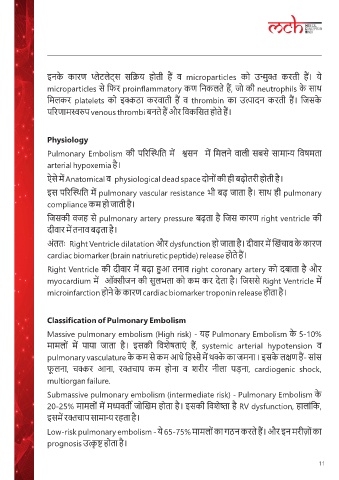 mch
इनके कारण प्लेटलेट्स सक्रिय होती हैं व microparticles को उन्मुक्त करती हैं। ये
microparticles से फिर proinflammatory कण निकलते हैं, जो की neutrophils के साथ
मिलकर platelets को इक्कठा करवाती हैं व thrombin का उत्पादन करती हैं। जिसके
परिणामस्वरूप venous thrombi बनते हैं और विकसित होते हैं।
Physiology
Pulmonary Embolism की परिस्थिति में श्वसन में मिलने वाली सबसे सामान्य विषमता
arterial hypoxemia है।
ऐसे में Anatomical व physiological dead space दोनों की ही बढ़ोतरी होती है।
इस परिस्थिति में pulmonary vascular resistance भी बढ़ जाता है। साथ ही pulmonary
compliance कम हो जाती है।
जिसकी वजह से pulmonary artery pressure बढ़ता है जिस कारण right ventricle की
दीवार में तनाव बढ़ता है।
अंततः Right Ventricle dilatation और dysfunction हो जाता है। दीवार में खिंचाव के कारण
cardiac biomarker (brain natriuretic peptide) release होते हैं।
Right Ventricle की दीवार में बढ़ा हुआ तनाव right coronary artery को दबाता है और
myocardium में ऑक्सीजन की सुलभता को कम कर देता है। जिससे Right Ventricle में
microinfarction होने के कारण cardiac biomarker troponin release होता है।
Classification of Pulmonary Embolism
Massive pulmonary embolism (High risk) - यह Pulmonary Embolism के 5-10%
मामलों में पाया जाता है। इसकी विशेषताएं हैं, systemic arterial hypotension व
pulmonary vasculature के कम से कम आधे हिस्से में थक्के का जमना । इसके लक्षण हैं- सांस
फूलना, चक्कर आना, रक्तचाप कम होना व शरीर नीला पड़ना, cardiogenic shock,
multiorgan failure.
Submassive pulmonary embolism (intermediate risk) - Pulmonary Embolism के
20-25% मामलों में मध्यवर्ती जोखिम होता है। इसकी विशेष्ता है RV dysfunction, हालांकि,
इसमें रक्तचाप सामान्य रहता है।
Low-risk pulmonary embolism - ये 65-75% मामलों का गठन करते हैं। और इन मरीज़ों का
prognosis उत्कृष्ट होता है।
11